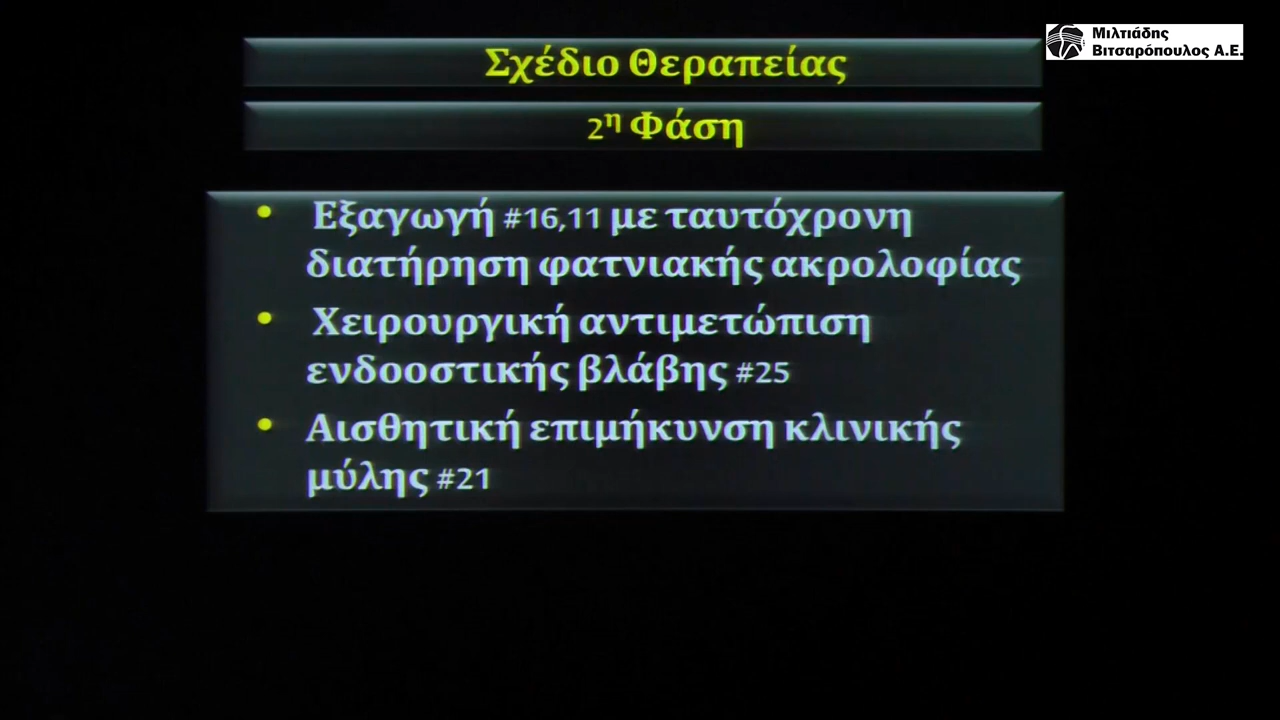 Μιλτιάδης
Βιτσαρόπουλος Α.Ε.
Σχέδιο Θεραπείας
2η Φάση
• Εξαγωγή #16,11 με ταυτόχρονη
διατήρηση φατνιακής ακρολοφίας
• Χειρουργική αντιμετώπιση
ενδοοστικής βλάβης #25
• Αισθητική επιμήκυνση κλινικής
μύλης #21